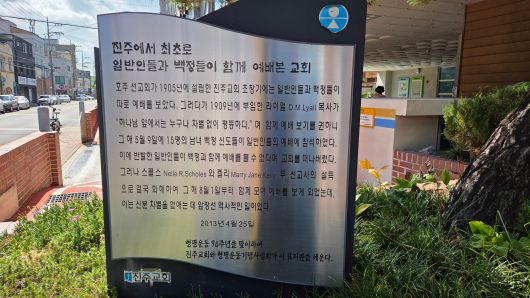 진주에서 최초로
일반인들과 백정들이 함께 예배본 교회
호주 선교회가 1905년에 설립한 진주교회 초창기에는 일반인들과 백정들이
따로 예배를 보았다. 그러다가 1909년에 부임한 라이얼 D.M.Lyall 목사가
"하나님 앞에서는 누구나 차별 없이 평등하다." 며 함께 예배 보기를 권하니
그 해 5월 9일에 15명의 남녀 백정 신도들이 일반인들의 예배에 참석하였다.
이에 반발한 일반인들이 백정과 함께 예배를 볼 수 없다며 교회를 떠나버렸다.
그러나 스콜스 Nelle R.Scholes 와 켈리 Marry Jane Kelly 두 선교사의 설득
으로 결국 화해하여 그 해 8월1일부터 함께 모여 예배를 보게 되었는데,
이는 신분 차별을 없애는 데 앞장선 역사적인 일이었다.
2013년 4월 25일
형평운동 90주년을 맞이하여
진주교회와 형평운동기념사업회가 이 표지판을 세운다.
진주교회